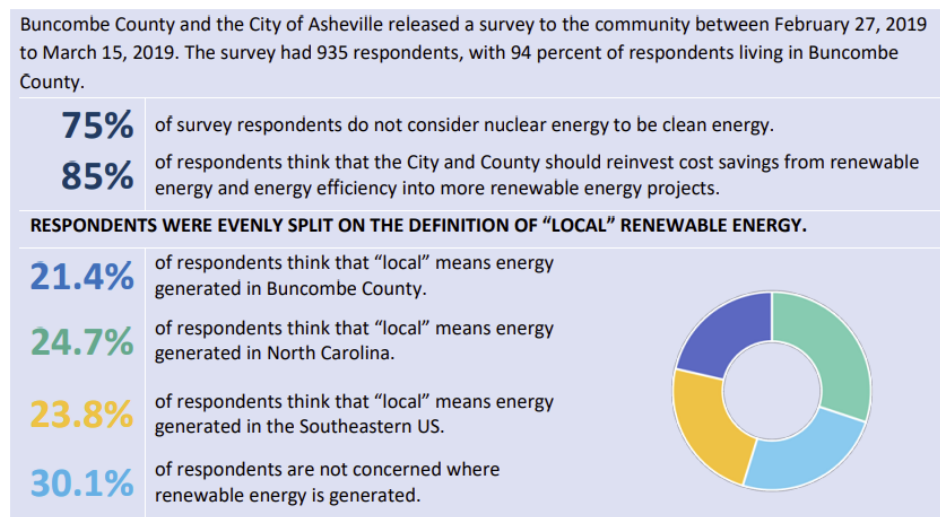 Buncombe County and the City of Asheville released a survey to the community between February 27, 2019
to March 15, 2019. The survey had 935 respondents, with 94 percent of respondents living in Buncombe
County.
75%
of survey respondents do not consider nuclear energy to be clean energy.
85%
of respondents think that the City and County should reinvest cost savings from renewable
energy and energy efficiency into more renewable energy projects.
RESPONDENTS WERE EVENLY SPLIT ON THE DEFINITION OF “LOCAL” RENEWABLE ENERGY.
21.4%
of respondents think that “local” means energy
generated in Buncombe County.
24.7%
of respondents think that “local” means energy
generated in North Carolina.
23.8%
of respondents think that “local” means energy
generated in the Southeastern US.
30.1%
of respondents are not concerned where
renewable energy is generated.